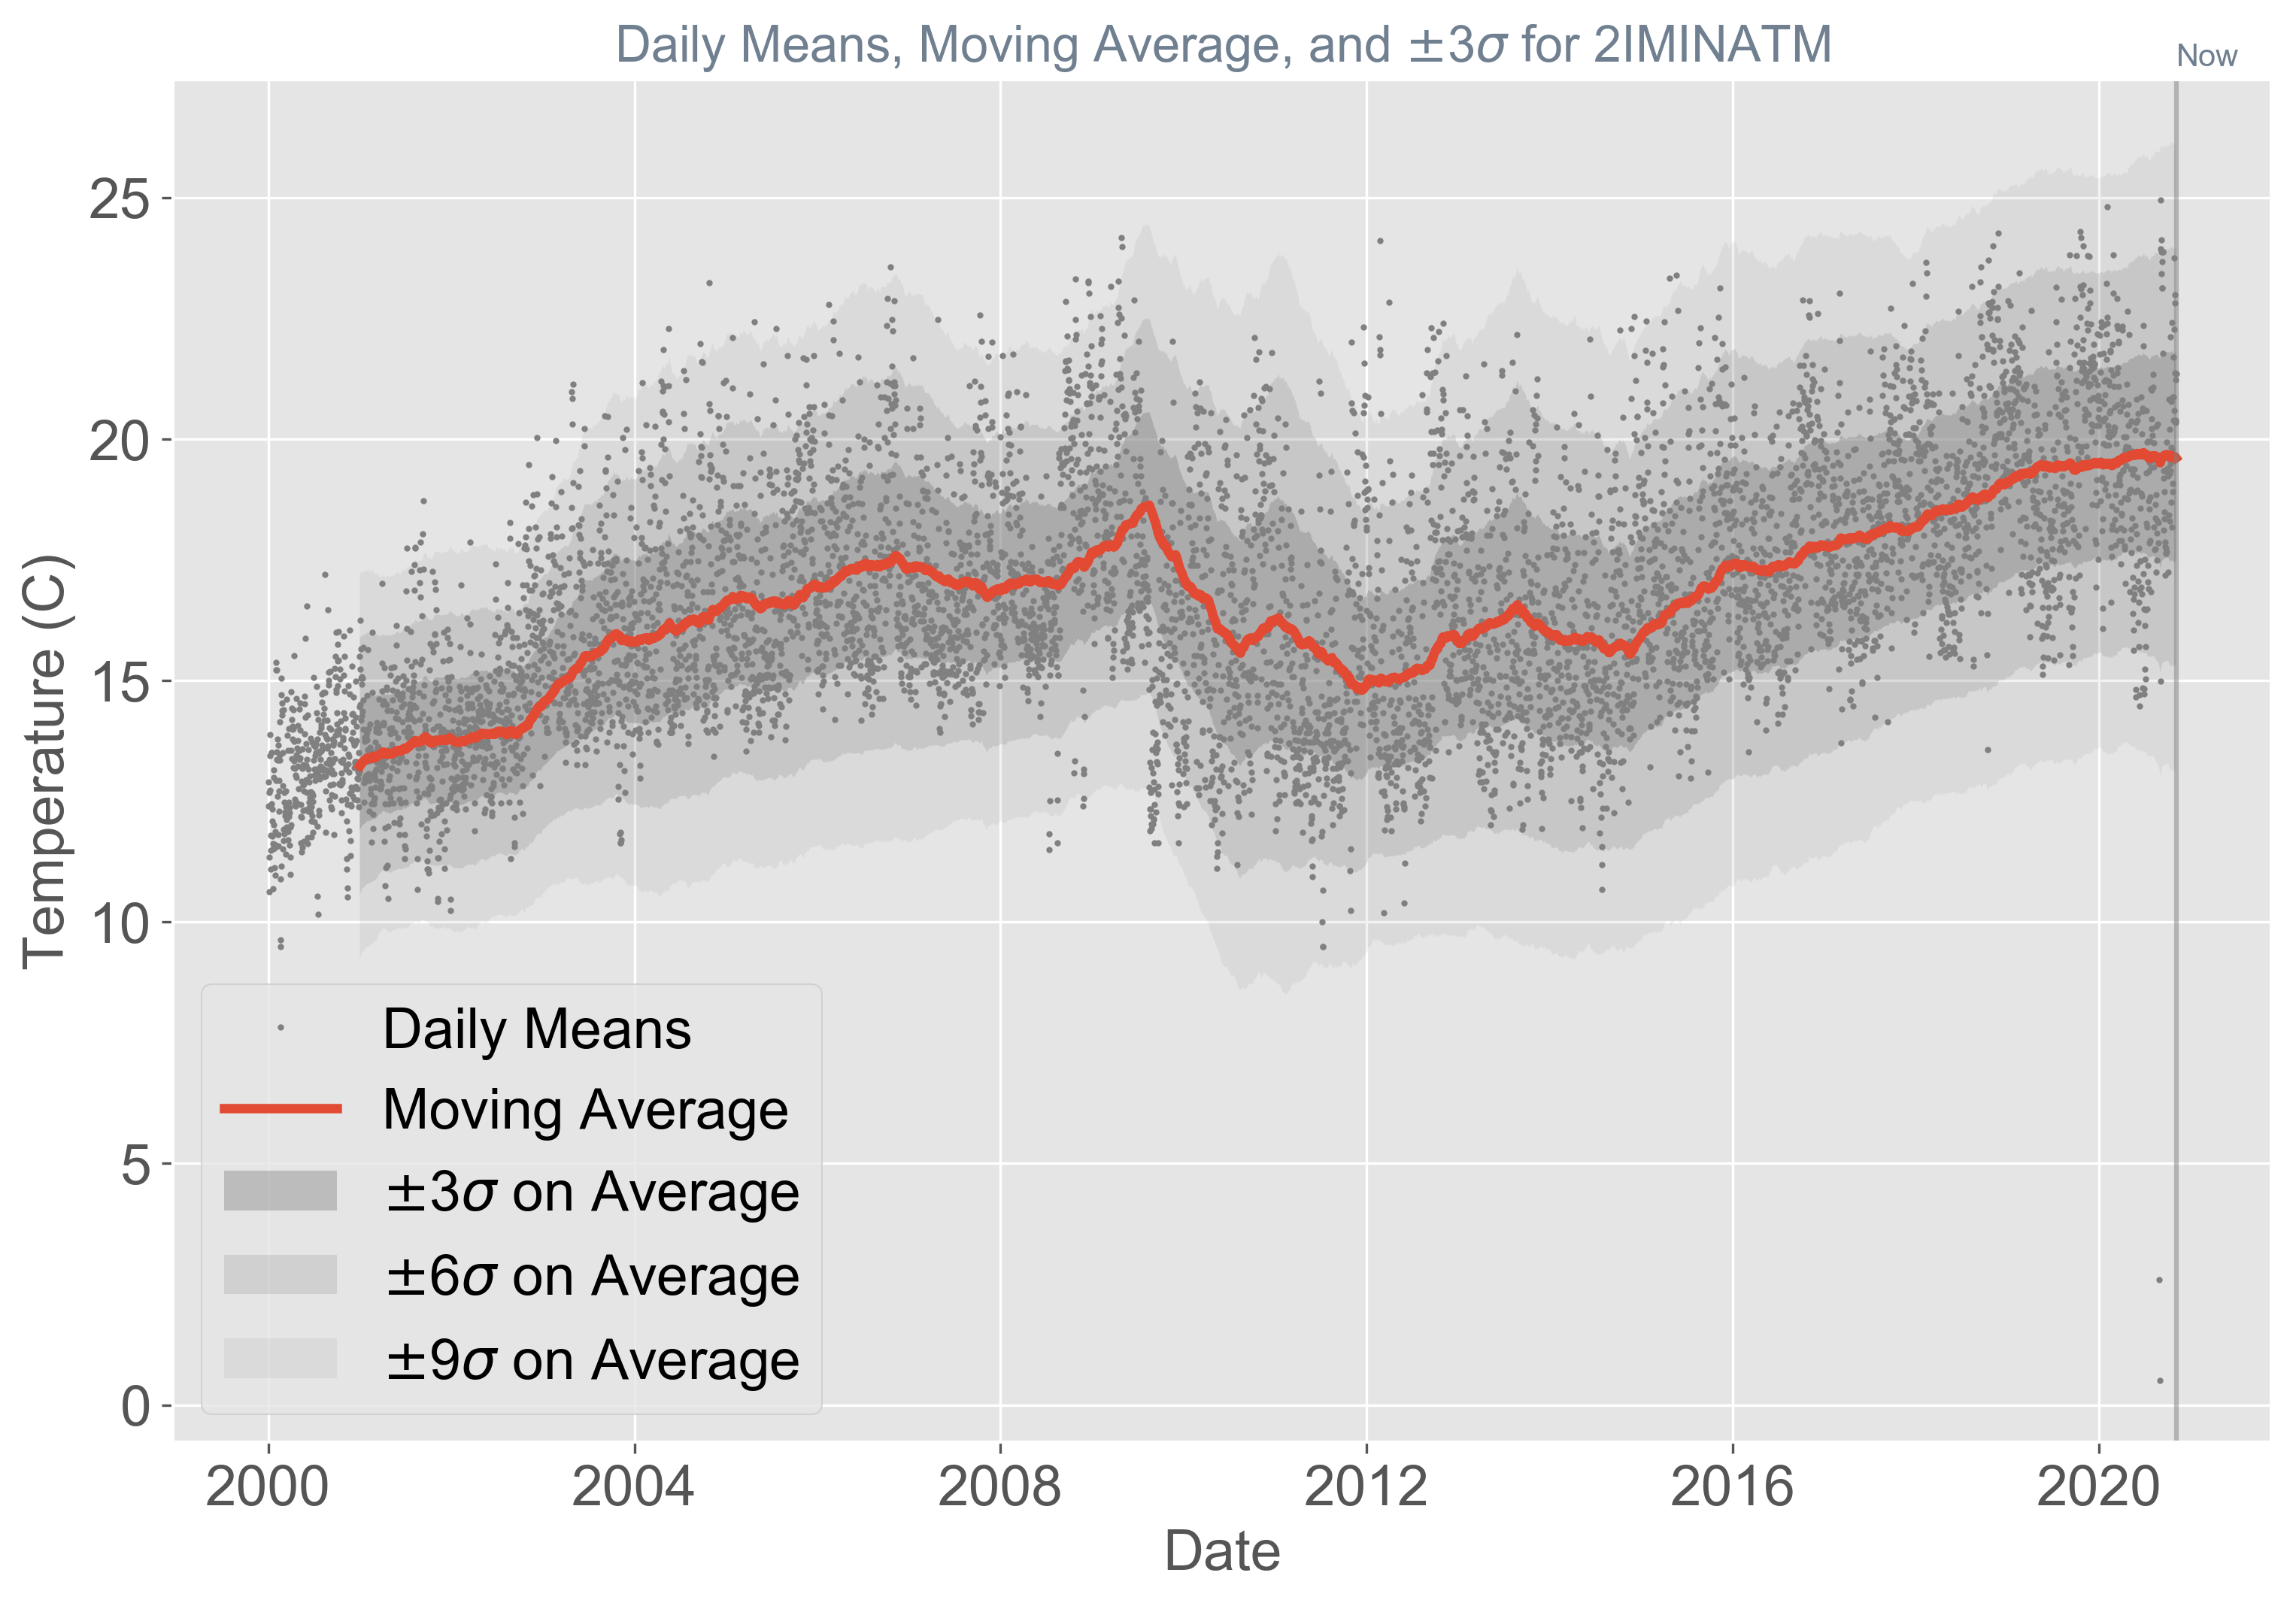 Daily Means, Moving Average, and ±3σ for 2IMINATM
Now
25
20
15
10
5
0
Temperature (C)
Daily Means
Moving Average
±3σ on Average
±6σ on Average
±9σ on Average
2000 2004 2008 2012 2016 2020
Date